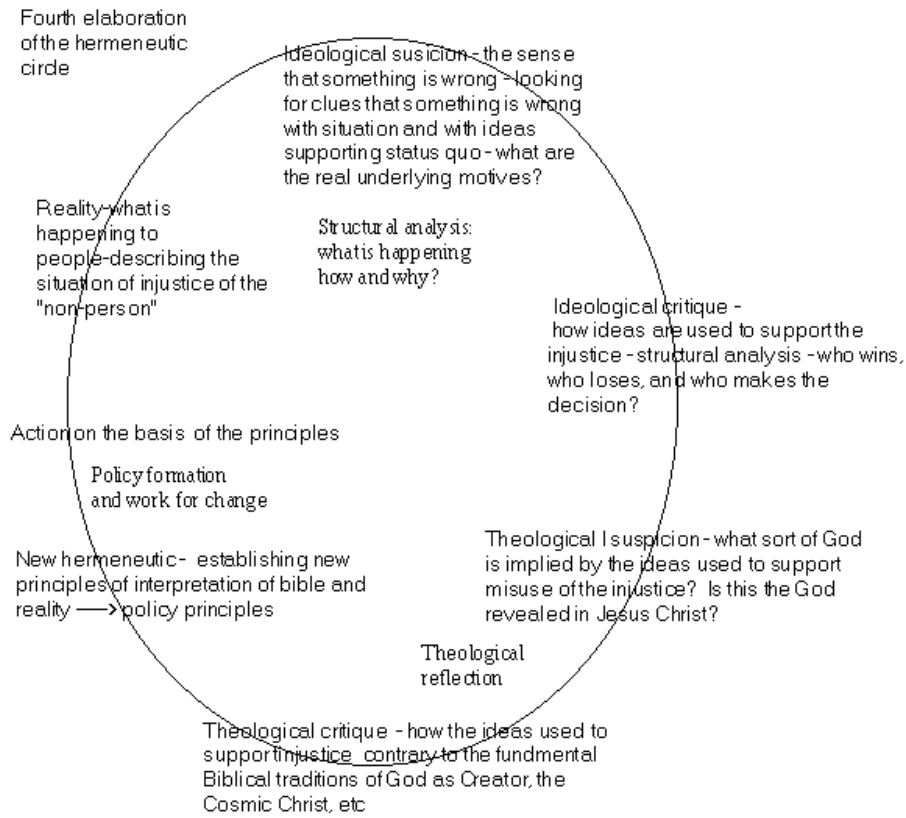 Fourth elaboration
of the hermeneutic
circle
Ideological susicion - the sense
that something is wrong - looking
for clues that something is wrong
with situation and with ideas
supporting status quo - what are
the real underlying motives?
Reality-what is
happening to
people-describing the
situation of injustice of the
"non-person"
Structural analysis:
what is happening
how and why?
Ideological critique -
how ideas are used to support the
injustice - structural analysis - who wins,
who loses, and who makes the
decision?
Action on the basis of the principles
Policy formation
and work for change
New hermeneutic - establishing new
principles of interpretation of bible and
reality → policy principles
Theological I suspicion - what sort of God
is implied by the ideas used to support
misuse of the injustice? Is this the God
revealed in Jesus Christ?
Theological
reflection
Theological critique - how the ideas used to
support injustice contrary to the fundmental
Biblical traditions of God as Creator, the
Cosmic Christ, etc